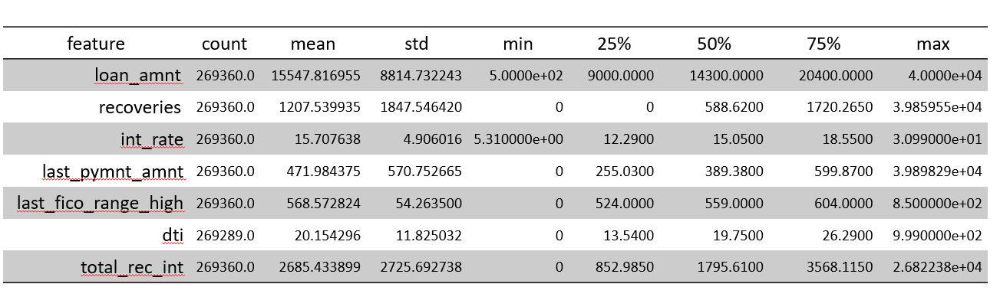 feature count mean std min 25% 50% 75% max
loan_amnt 269360.0 15547.816955 8814.732243 5.0000e+02 9000.0000 14300.0000 20400.0000 4.0000e+04
recoveries 269360.0 1207.539935 1847.546420 0 0 588.6200 1720.2650 3.985955e+04
int_rate 269360.0 15.707638 4.906016 5.310000e+00 12.2900 15.0500 18.5500 3.099000e+01
last_pymnt_amnt 269360.0 471.984375 570.752665 0 255.0300 389.3800 599.8700 3.989829e+04
last_fico_range_high 269360.0 568.572824 54.263500 0 524.0000 559.0000 604.0000 8.500000e+02
dti 269289.0 20.154296 11.825032 0 13.5400 19.7500 26.2900 9.990000e+02
total_rec_int 269360.0 2685.433899 2725.692738 0 852.9850 1795.6100 3568.1150 2.682238e+04